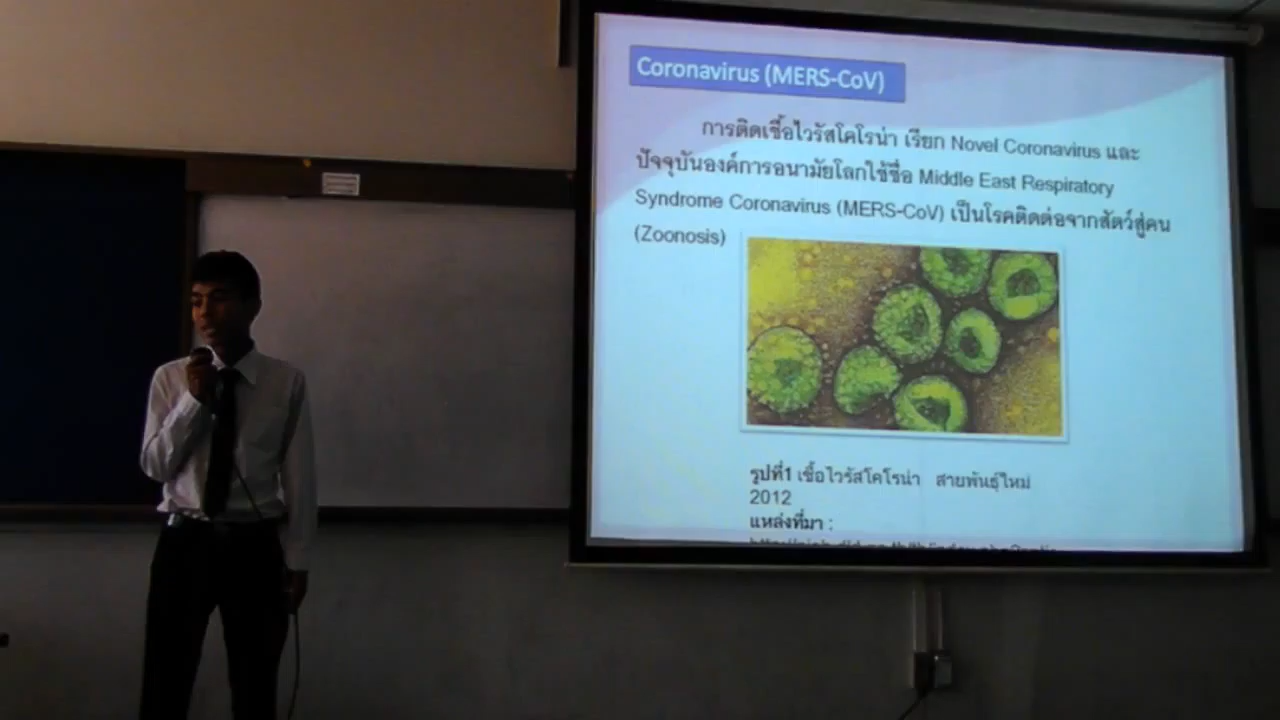 Coronavirus (MERS-CoV)
การติดเชื้อไวรัสโคโรน่า เรียก Novel Coronavirus และ
ปัจจุบันองค์การอนามัยโลกใช้ชื่อ Middle East Respiratory
Syndrome Coronavirus (MERS-CoV) เป็นโรคติดต่อจากสัตว์สู่คน
(Zoonosis)
รูปที่1 เชื้อไวรัสโคโรน่า สายพันธุ์ใหม่
2012
แหล่งที่มา :